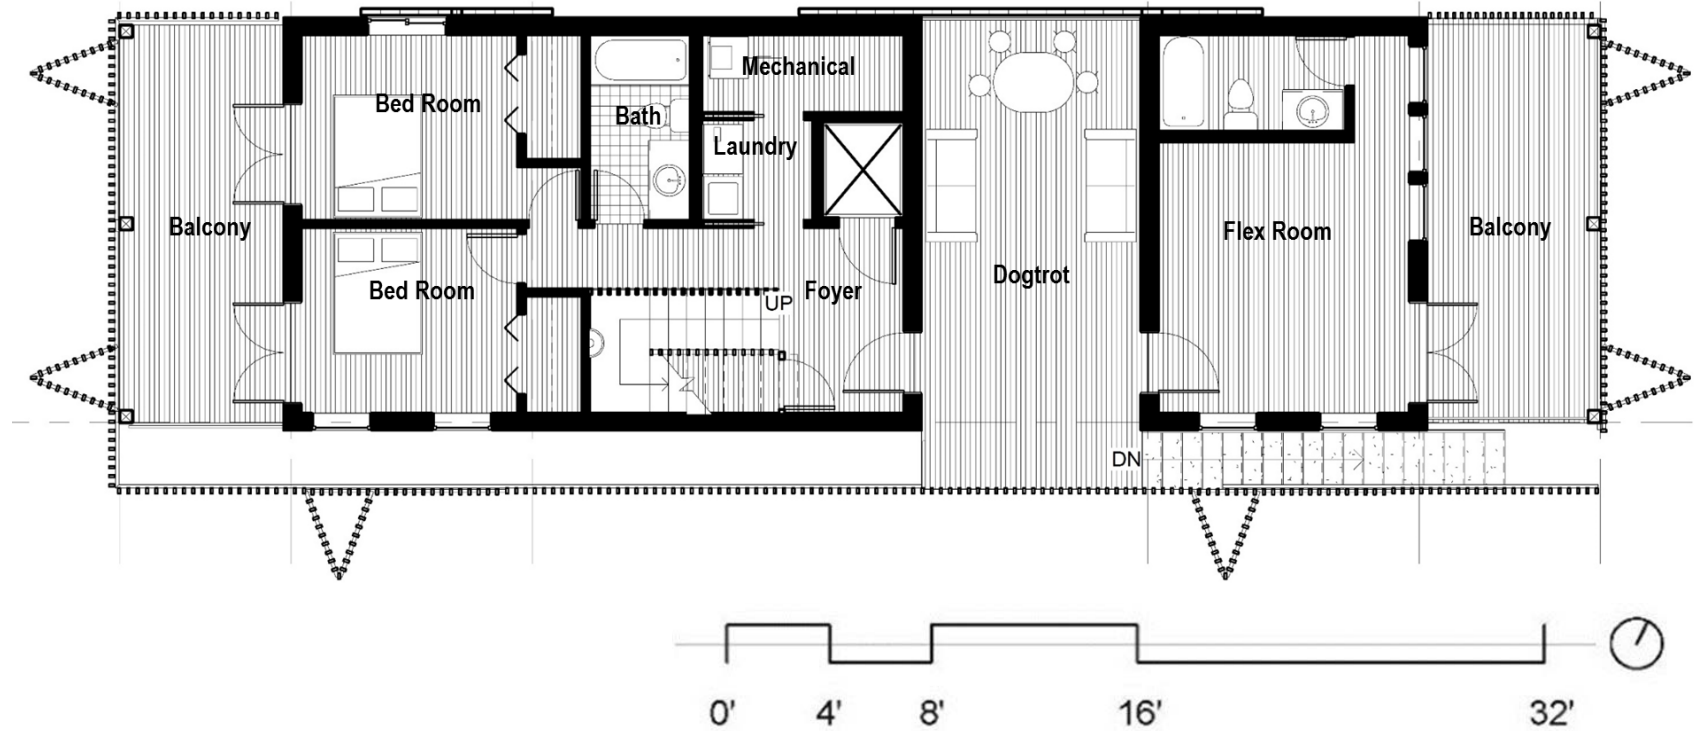 Mechanical
Bed Room
Bath
Laundry
Balcony
Flex Room
Balcony
Dogtrot
Bed Room
Foyer
UP
DN
0' 4' 8' 16' 32'